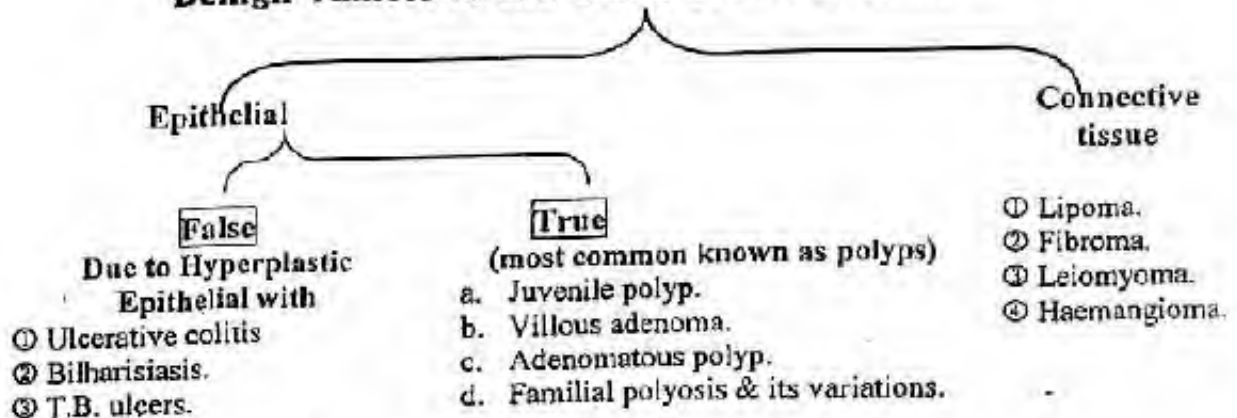 Epithelial
Connective
tissue
False
Due to Hyperplastic
Epithelial with
① Ulcerative colitis
② Bilharisiasis.
③ T.B. ulcers.
True
(most common known as polyps)
a. Juvenile polyp.
b. Villous adenoma.
c. Adenomatous polyp.
d. Familial polyosis & its variations.
① Lipoma.
② Fibroma.
③ Leiomyoma.
④ Haemangioma.